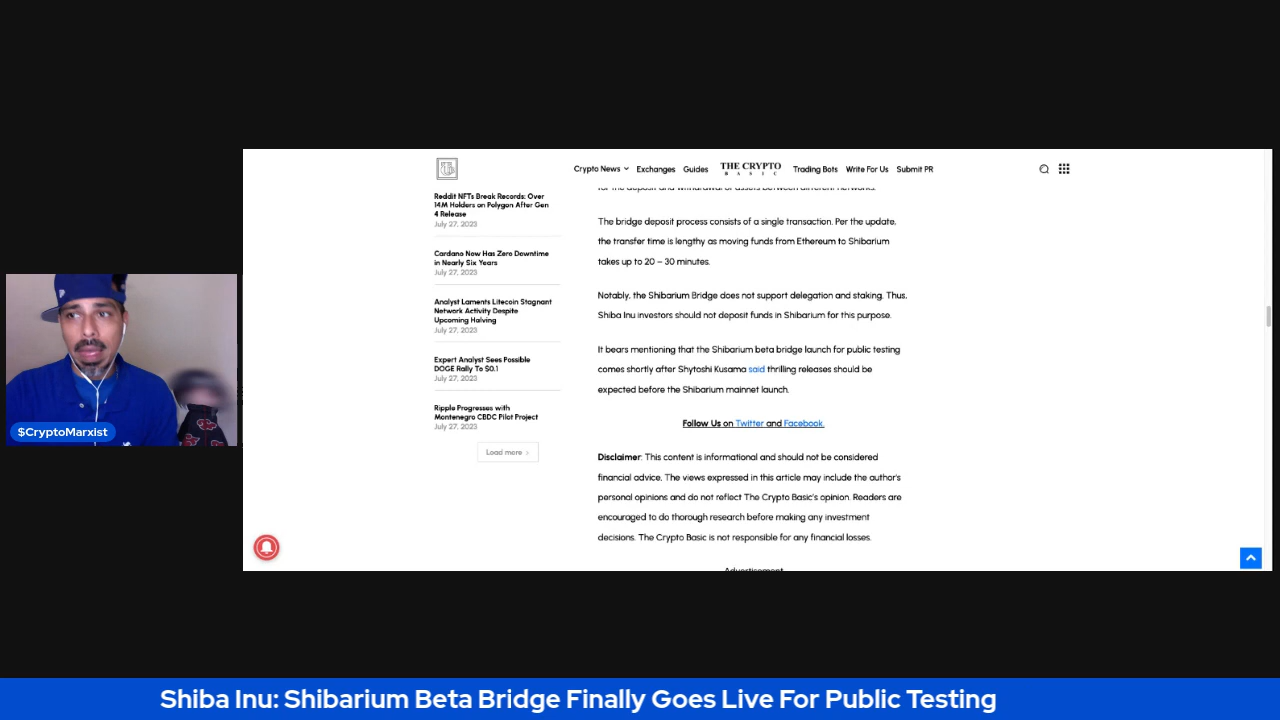 Crypto News
Exchanges
Guides
THE CRYPTO
BASIC
Trading Bots
Write For Us
Submit PR
Reddit NFTs Break Records: Over
14M Holders on Polygon After Gen
4 Release
July 27, 2023
Cardano Now Has Zero Downtime
in Nearly Six Years
July 27, 2023
Analyst Laments Litecoin Stagnant
Network Activity Despite
Upcoming Halving
July 27, 2023
Expert Analyst Sees Possible
DOGE Rally To $0.1
July 27, 2023
Ripple Progresses with
Montenegro CBDC Pilot Project
July 27, 2023
Load more
for the deposit and withdrawal of assets between different networks.
The bridge deposit process consists of a single transaction. Per the update,
the transfer time is lengthy as moving funds from Ethereum to Shibarium
takes up to 20 – 30 minutes.
Notably, the Shibarium Bridge does not support delegation and staking. Thus,
Shiba Inu investors should not deposit funds in Shibarium for this purpose.
It bears mentioning that the Shibarium beta bridge launch for public testing
comes shortly after Shytoshi Kusama said thrilling releases should be
expected before the Shibarium mainnet launch.
Follow Us on Twitter and Facebook.
Disclaimer: This content is informational and should not be considered
financial advice. The views expressed in this article may include the author's
personal opinions and do not reflect The Crypto Basic's opinion. Readers are
encouraged to do thorough research before making any investment
decisions. The Crypto Basic is not responsible for any financial losses.
Advertisement
$CryptoMarxist
Shiba Inu: Shibarium Beta Bridge Finally Goes Live For Public Testing